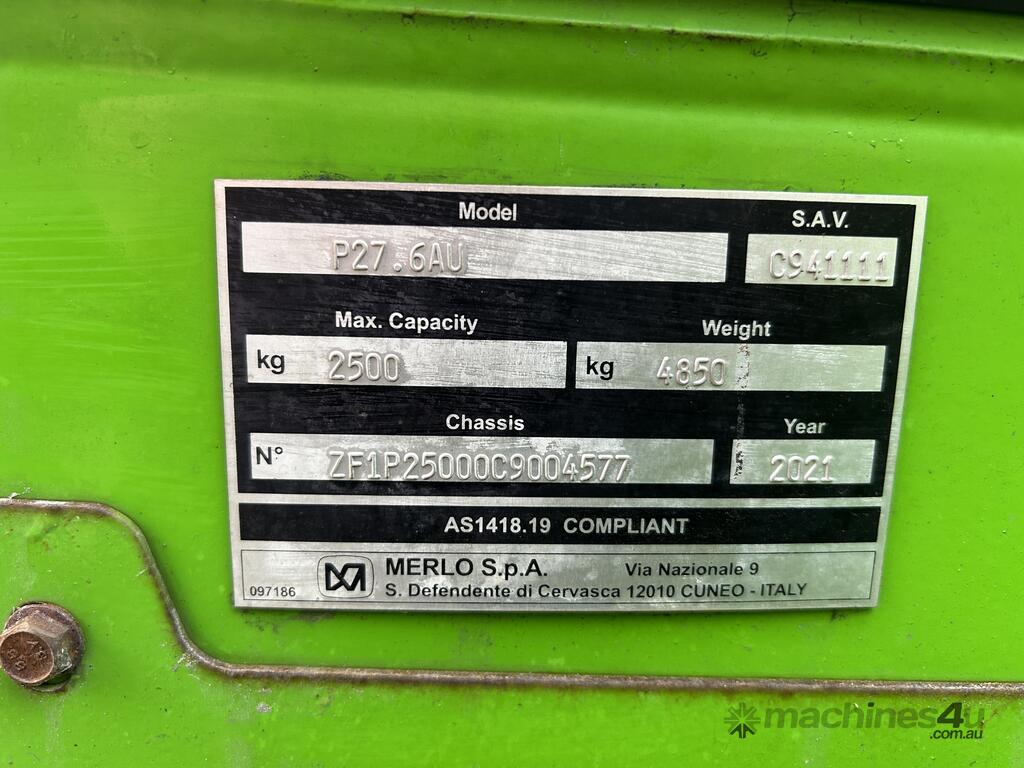 Model S.A.V.
P27.6AU C941111
Max. Capacity Weight
kg 2500 kg 4850
Chassis Year
N° ZF1P25000C9004577 2021
AS1418.19 COMPLIANT
MERLO S.p.A. Via Nazionale 9
097186 S. Defendente di Cervasca 12010 CUNEO - ITALY
machines4u
.com.au